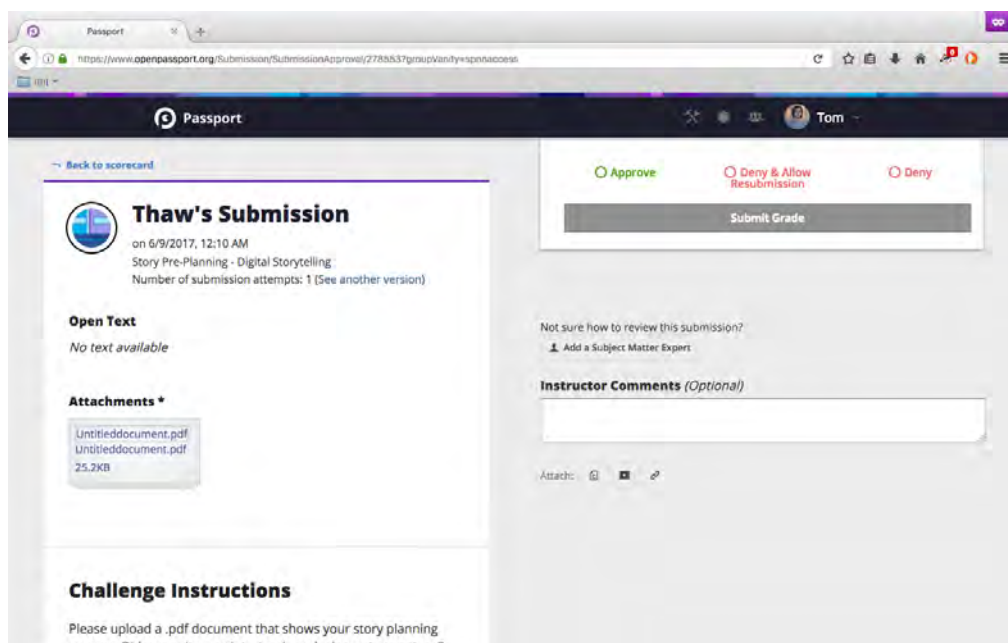 Passport
https://www.openpassport.org/Submission/SubmissionApproval/278553?groupVanity=spnnaccess
Passport
Tom
Back to scorecard
Thaw's Submission
on 6/9/2017, 12:10 AM
Story Pre-Planning - Digital Storytelling
Number of submission attempts: 1 (See another version)
Open Text
No text available
Attachments *
Untitleddocument.pdf
Untitleddocument.pdf
25.2KB
Challenge Instructions
Please upload a .pdf document that shows your story planning
Approve
Deny & Allow
Resubmission
Deny
Submit Grade
Not sure how to review this submission?
Add a Subject Matter Expert
Instructor Comments (Optional)
Attach: